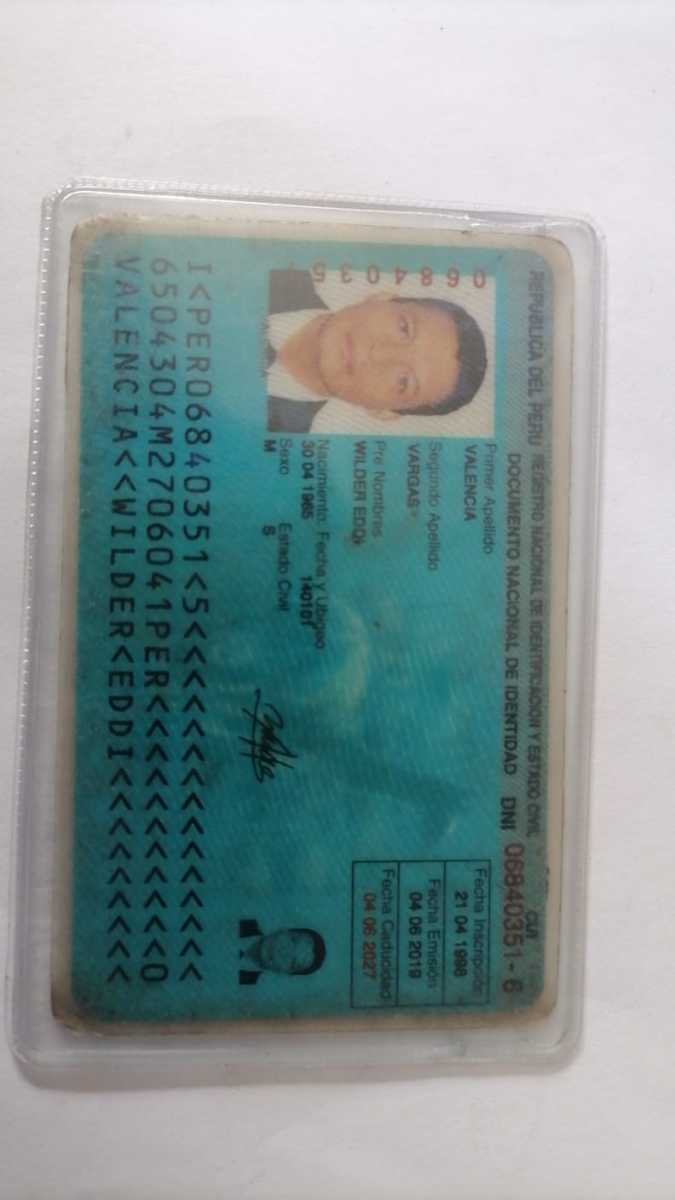 REPUBLICA DEL PERU REGISTRO NACIONAL DE IDENTIFICACION Y ESTADO CIVIL
CUI
DOCUMENTO NACIONAL DE IDENTIDAD DNI 06840351-6
0684035
Primer Apellido
VALENCIA
Segundo Apellido
VARGAS
Pre Nombres
WILDER EDDI
Nacimiento: Fecha y Ubigeo
30 04 1965 140101
Sexo Estado Civil
M S
Fecha Inscripción
21 04 1998
Fecha Emisión
04 06 2019
Fecha Caducidad
04 06 2027
I<PER06840351<5<<<<<<<<<<<<<<<
6504304M2706041PER<<<<<<<<<<<0
VALENCIA<<WILDER<EDDI<<<<<<<<<